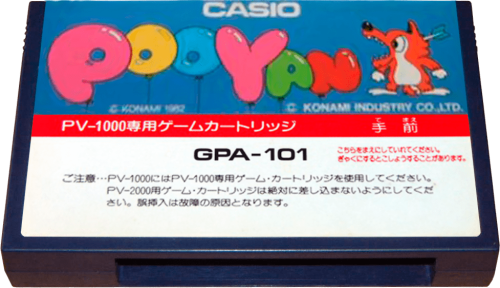 CASIO
POOYAN
© KONAMI 1982
© KONAMI INDUSTRY CO.,LTD.
PV-1000専用ゲームカートリッジ
て まえ
手前
GPA-101
こちらをまえにしていれてください。
ぎゃくにするとこしょうすることがあります。
ご注意…PV-1000にはPV-1000専用ゲーム・カートリッジを使用してください。
PV-2000用ゲーム・カートリッジは絶対に差し込まないようにしてくだ
さい。誤挿入は故障の原因となります。